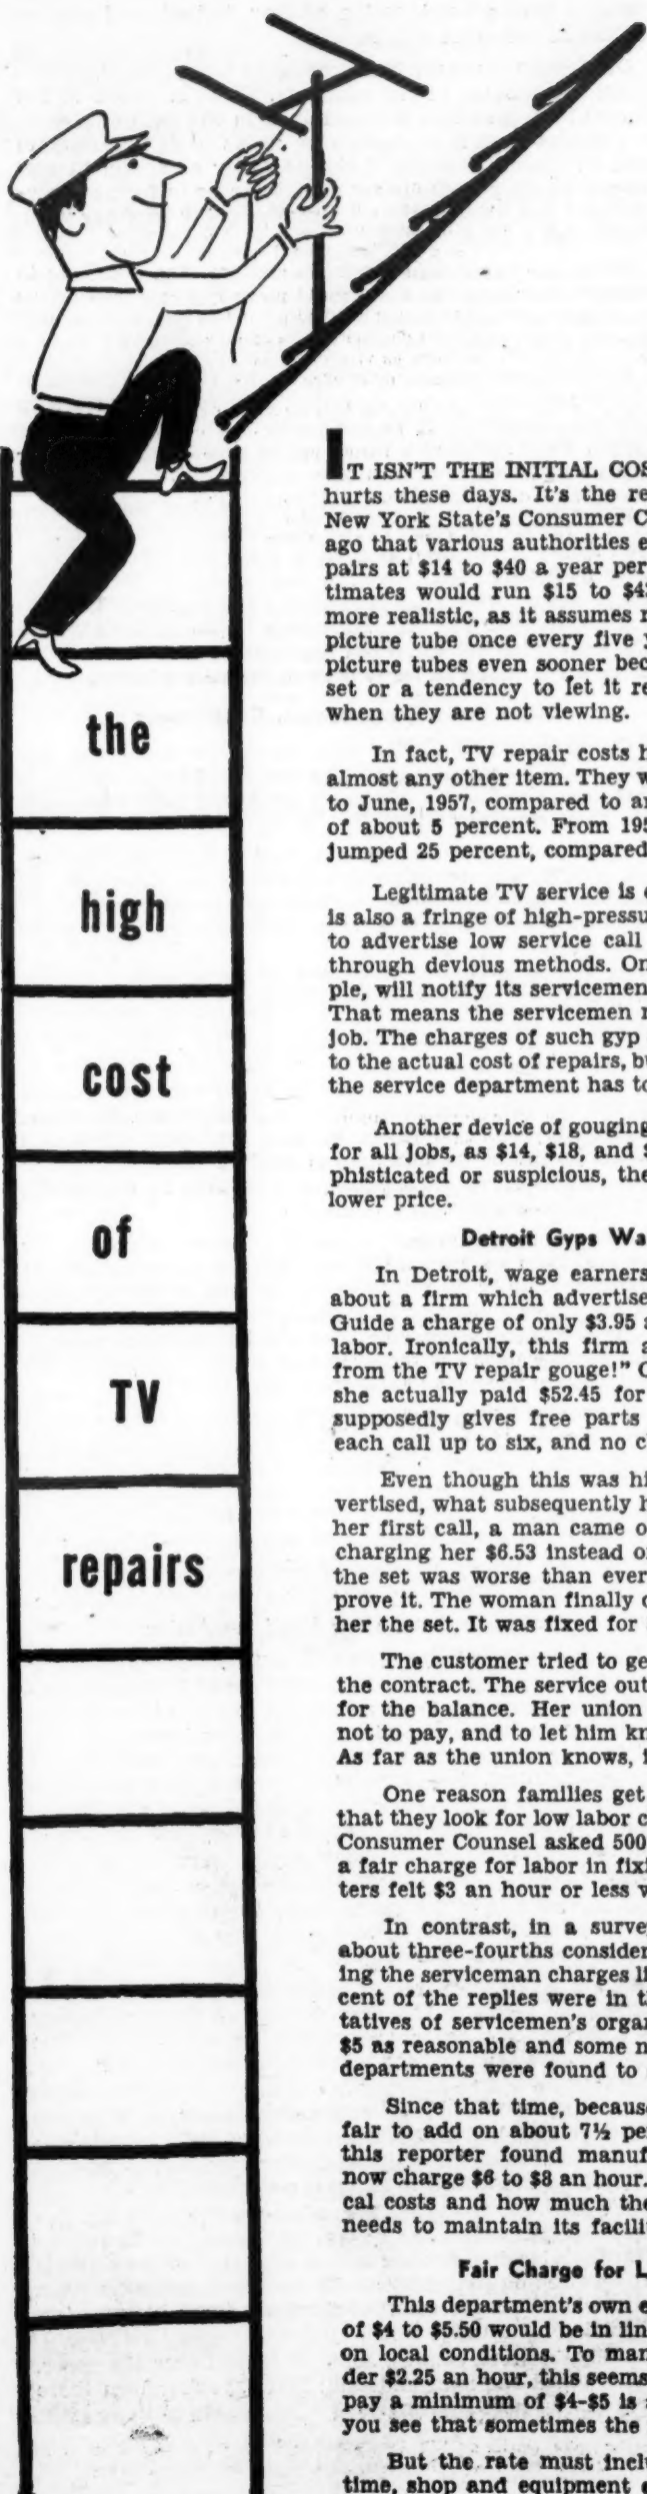 the
high
cost
of
TV
repairs
IT ISN'T THE INITIAL COS
hurts these days. It's the re
New York State's Consumer C
ago that various authorities e
pairs at $14 to $40 a year per
timates would run $15 to $4
more realistic, as it assumes r
picture tube once every five y
picture tubes even sooner bec
set or a tendency to let it re
when they are not viewing.
In fact, TV repair costs h
almost any other item. They w
to June, 1957, compared to an
of about 5 percent. From 195
jumped 25 percent, compared
Legitimate TV service is e
is also a fringe of high-pressu
to advertise low service call
through devious methods. On
ple, will notify its servicemen
That means the servicemen m
job. The charges of such gyp
to the actual cost of repairs, bu
the service department has to
Another device of gouging
for all jobs, as $14, $18, and $
phisticated or suspicious, the
lower price.
Detroit Gyps Wa
In Detroit, wage earners
about a firm which advertise
Guide a charge of only $3.95 a
labor. Ironically, this firm a
from the TV repair gouge!" O
she actually paid $52.45 for
supposedly gives free parts
each call up to six, and no c
Even though this was hi
vertised, what subsequently h
her first call, a man came o
charging her $6.53 instead o
the set was worse than ever
prove it. The woman finally c
her the set. It was fixed for
The customer tried to ge
the contract. The service out
for the balance. Her union
not to pay, and to let him kn
As far as the union knows, i
One reason families get
that they look for low labor c
Consumer Counsel asked 500
a fair charge for labor in fixi
ters felt $3 an hour or less w
In contrast, in a surve
about three-fourths consider
ing the serviceman charges li
cent of the replies were in t
tatives of servicemen's organ
$5 as reasonable and some n
departments were found to
Since that time, because
fair to add on about 7½ pe
this reporter found manuf
now charge $6 to $8 an hour.
cal costs and how much the
needs to maintain its facili
Fair Charge for L
This department's own e
of $4 to $5.50 would be in lin
on local conditions. To mar
der $2.25 an hour, this seems
pay a minimum of $4-$5 is
you see that sometimes the
But the rate must inclu
time, shop and equipment e